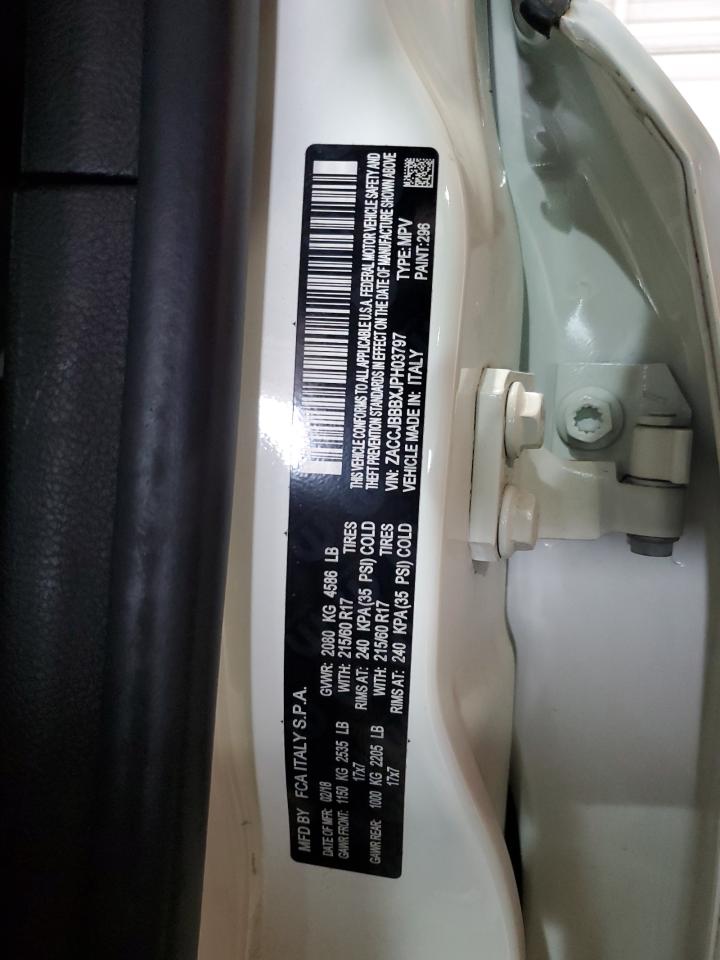 MFD BY FCA ITALY S.P.A.
DATE OF MFR: 02/18 GVWR: 2080 KG 4586 LB
GAWR FRONT: 1150 KG 2535 LB WITH: 215/60 R17 TIRES
17x7 RIMS AT: 240 KPA(35 PSI) COLD
GAWR REAR: 1000 KG 2205 LB WITH: 215/60 R17 TIRES
17x7 RIMS AT: 240 KPA(35 PSI) COLD
THIS VEHICLE CONFORMS TO ALL APPLICABLE U.S.A. FEDERAL MOTOR VEHICLE SAFETY AND
THEFT PREVENTION STANDARDS IN EFFECT ON THE DATE OF MANUFACTURE SHOWN ABOVE
VIN: ZACCJBBBXJPH03797 TYPE: MPV
VEHICLE MADE IN: ITALY PAINT: 296